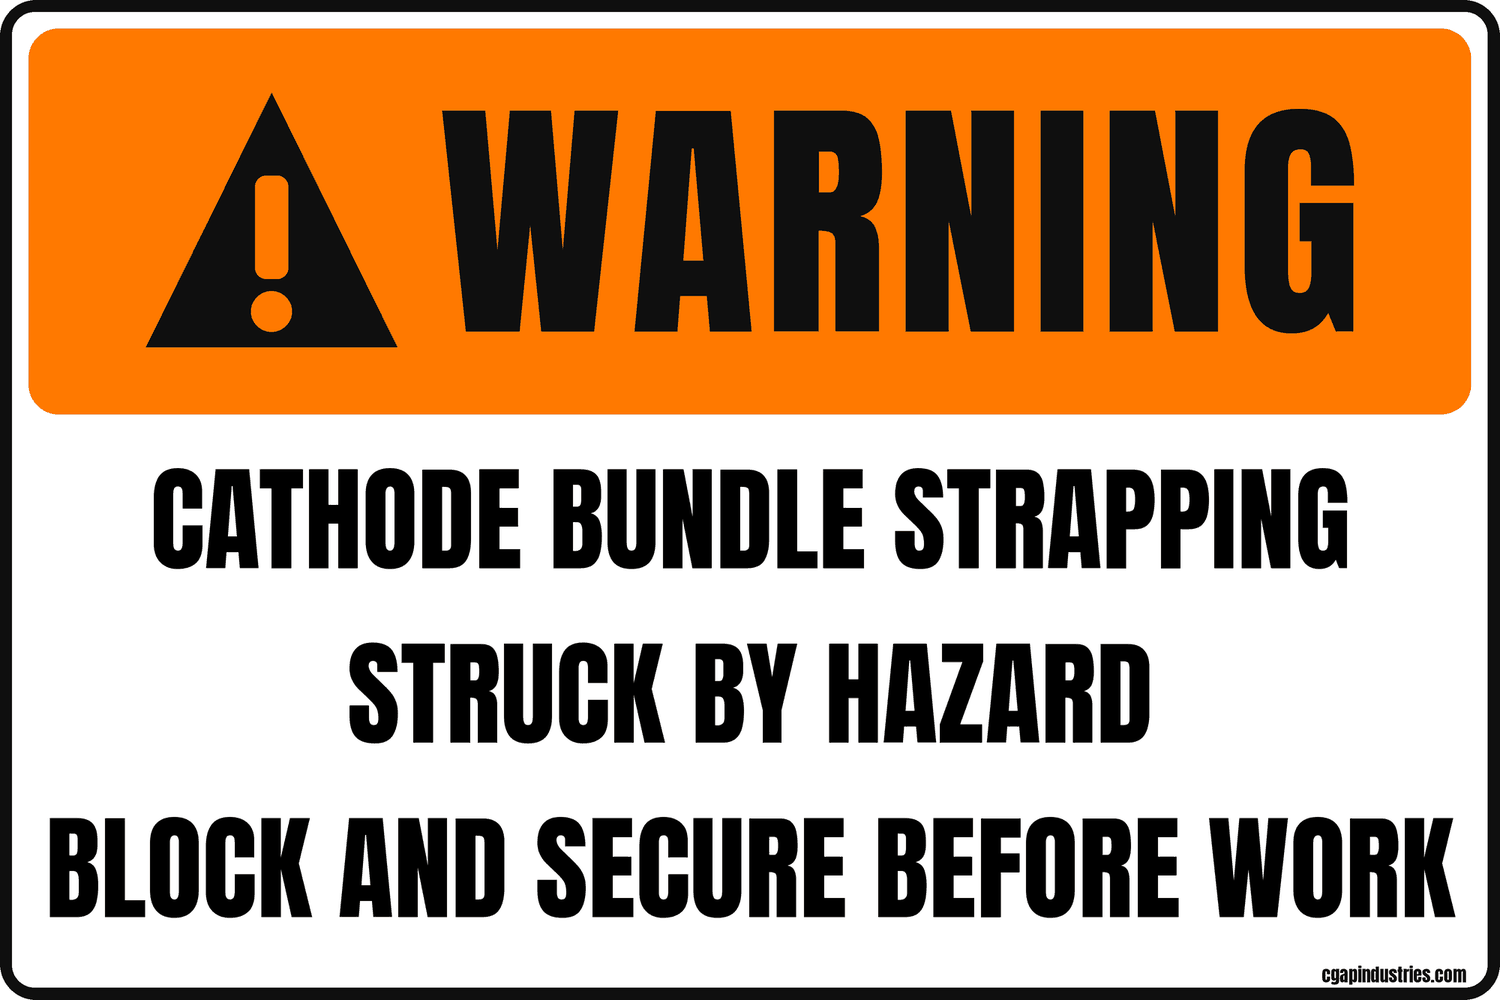 WARNING
CATHODE BUNDLE STRAPPING
STRUCK BY HAZARD
BLOCK AND SECURE BEFORE WORK
cgapindustries.com